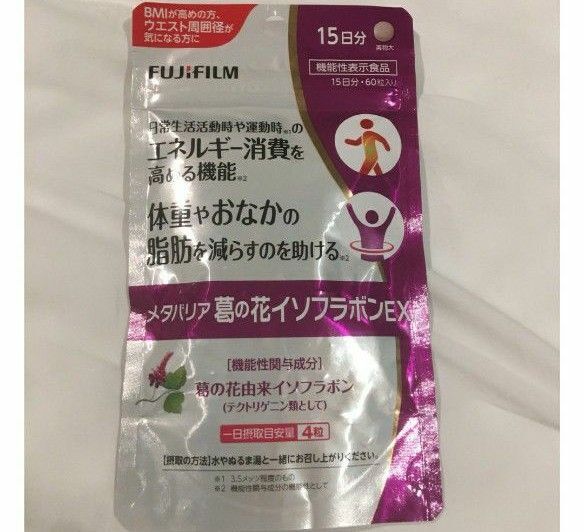 BMIが高めの方、
ウエスト周囲径が
気になる方に
15日分
実物大
FUJIFILM
機能性表示食品
15日分・60粒入り
日常生活活動時や運動時※1の
エネルギー消費を
高める機能※2
体重やおなかの
脂肪を減らすのを助ける※2
メタバリア 葛の花イソフラボンEX
[機能性関与成分]
葛の花由来イソフラボン
(テクトリゲニン類として)
一日摂取目安量 4粒
【摂取の方法】水やぬるま湯と一緒にお召し上がりください。
※1 3.5メッツ程度のもの
※2 機能性関与成分の機能性として